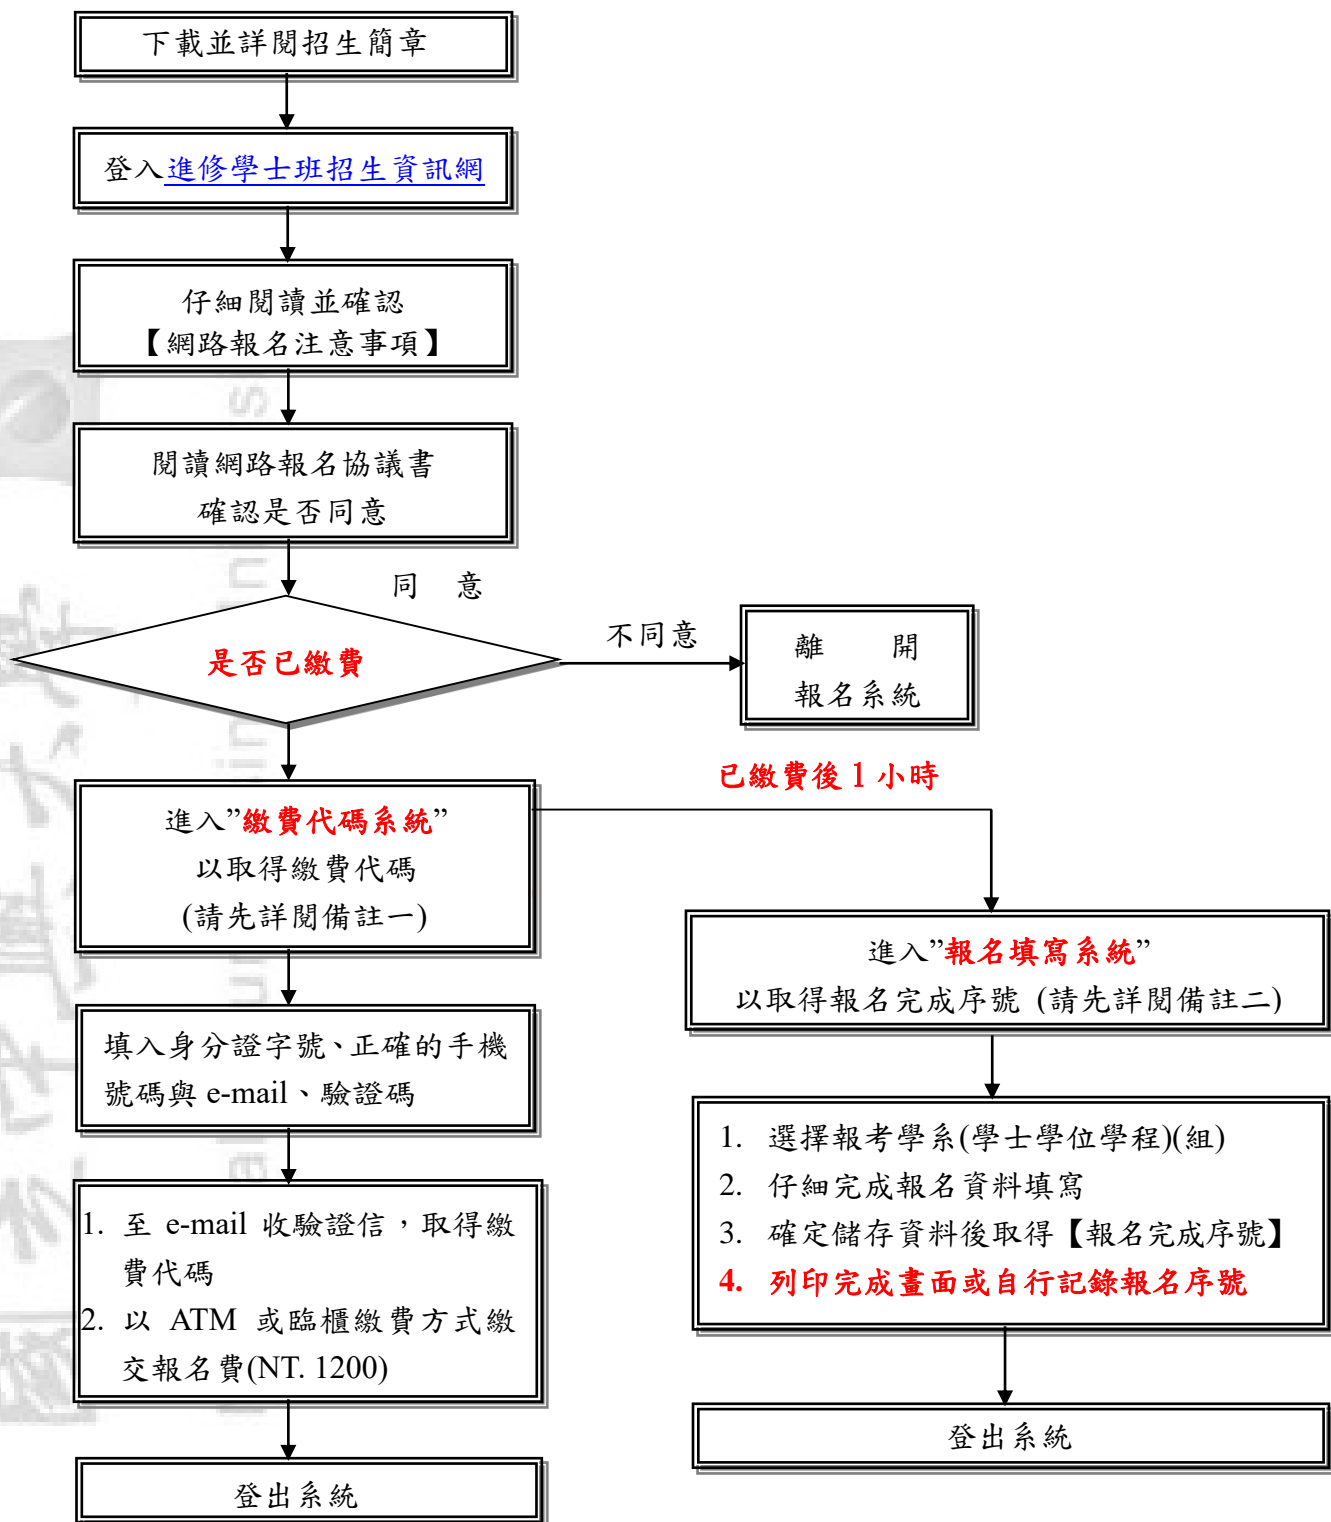 下載並詳閱招生簡章
登入進修學士班招生資訊網
仔細閱讀並確認
【網路報名注意事項】
閱讀網路報名協議書
確認是否同意
同 意
是否已繳費
不同意
離 開
報名系統
已繳費後 1 小時
進入”繳費代碼系統”
以取得繳費代碼
(請先詳閱備註一)
進入”報名填寫系統”
以取得報名完成序號 (請先詳閱備註二)
填入身分證字號、正確的手機
號碼與 e-mail、驗證碼
1. 選擇報考學系(學士學位學程)(組)
2. 仔細完成報名資料填寫
3. 確定儲存資料後取得【報名完成序號】
4. 列印完成畫面或自行記錄報名序號
1. 至 e-mail 收驗證信，取得繳
費代碼
2. 以 ATM 或臨櫃繳費方式繳
交報名費(NT. 1200)
登出系統
登出系統